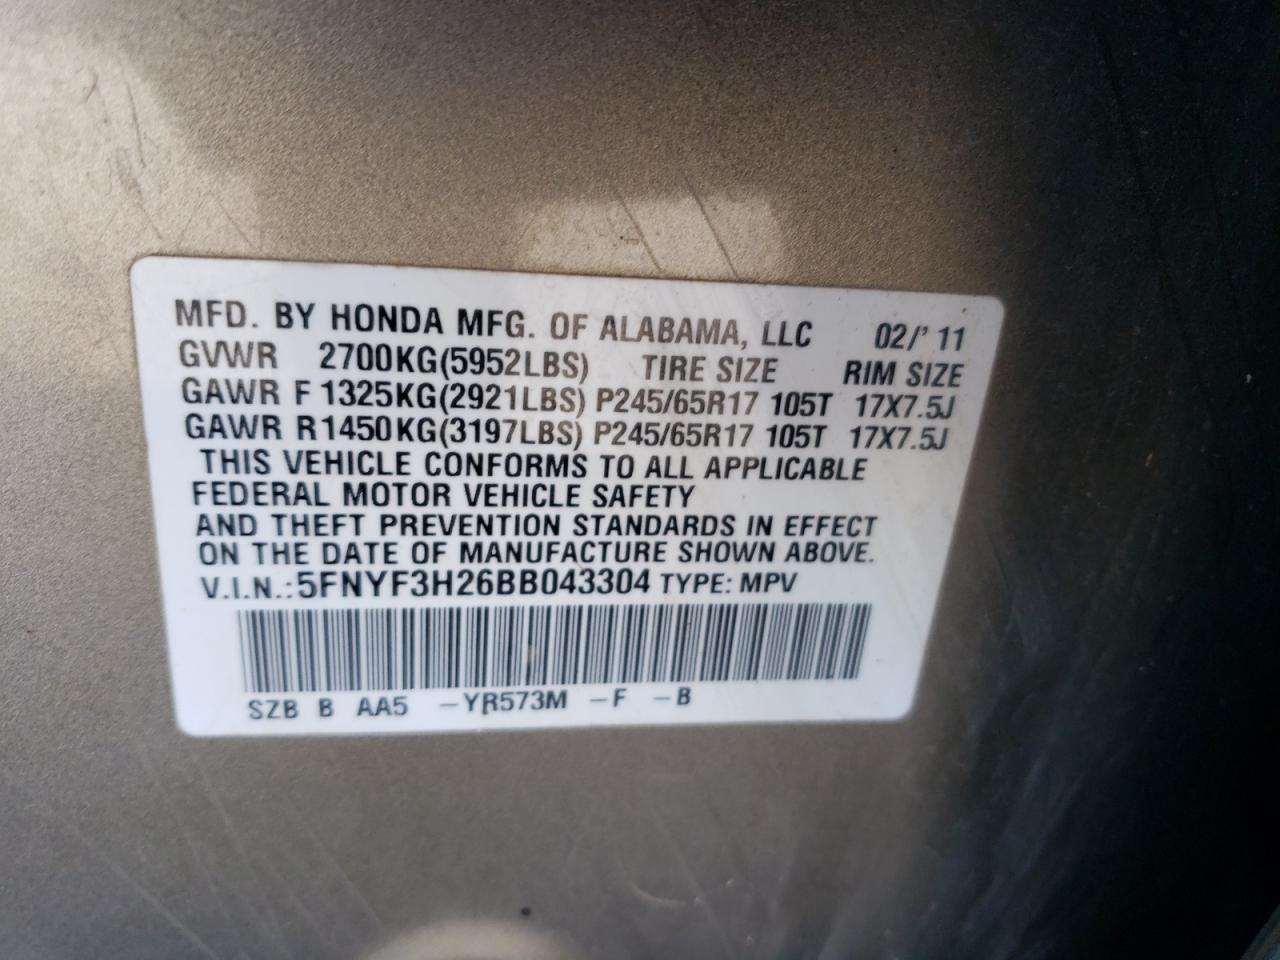 MFD. BY HONDA MFG. OF ALABAMA, LLC 02/' 11
GVWR 2700KG(5952LBS) TIRE SIZE RIM SIZE
GAWR F 1325KG(2921LBS) P245/65R17 105T 17X7.5J
GAWR R1450KG(3197LBS) P245/65R17 105T 17X7.5J
THIS VEHICLE CONFORMS TO ALL APPLICABLE
FEDERAL MOTOR VEHICLE SAFETY
AND THEFT PREVENTION STANDARDS IN EFFECT
ON THE DATE OF MANUFACTURE SHOWN ABOVE.
V.I.N.:5FNYF3H26BB043304 TYPE: MPV
SZB B AA5 -YR573M -F -B